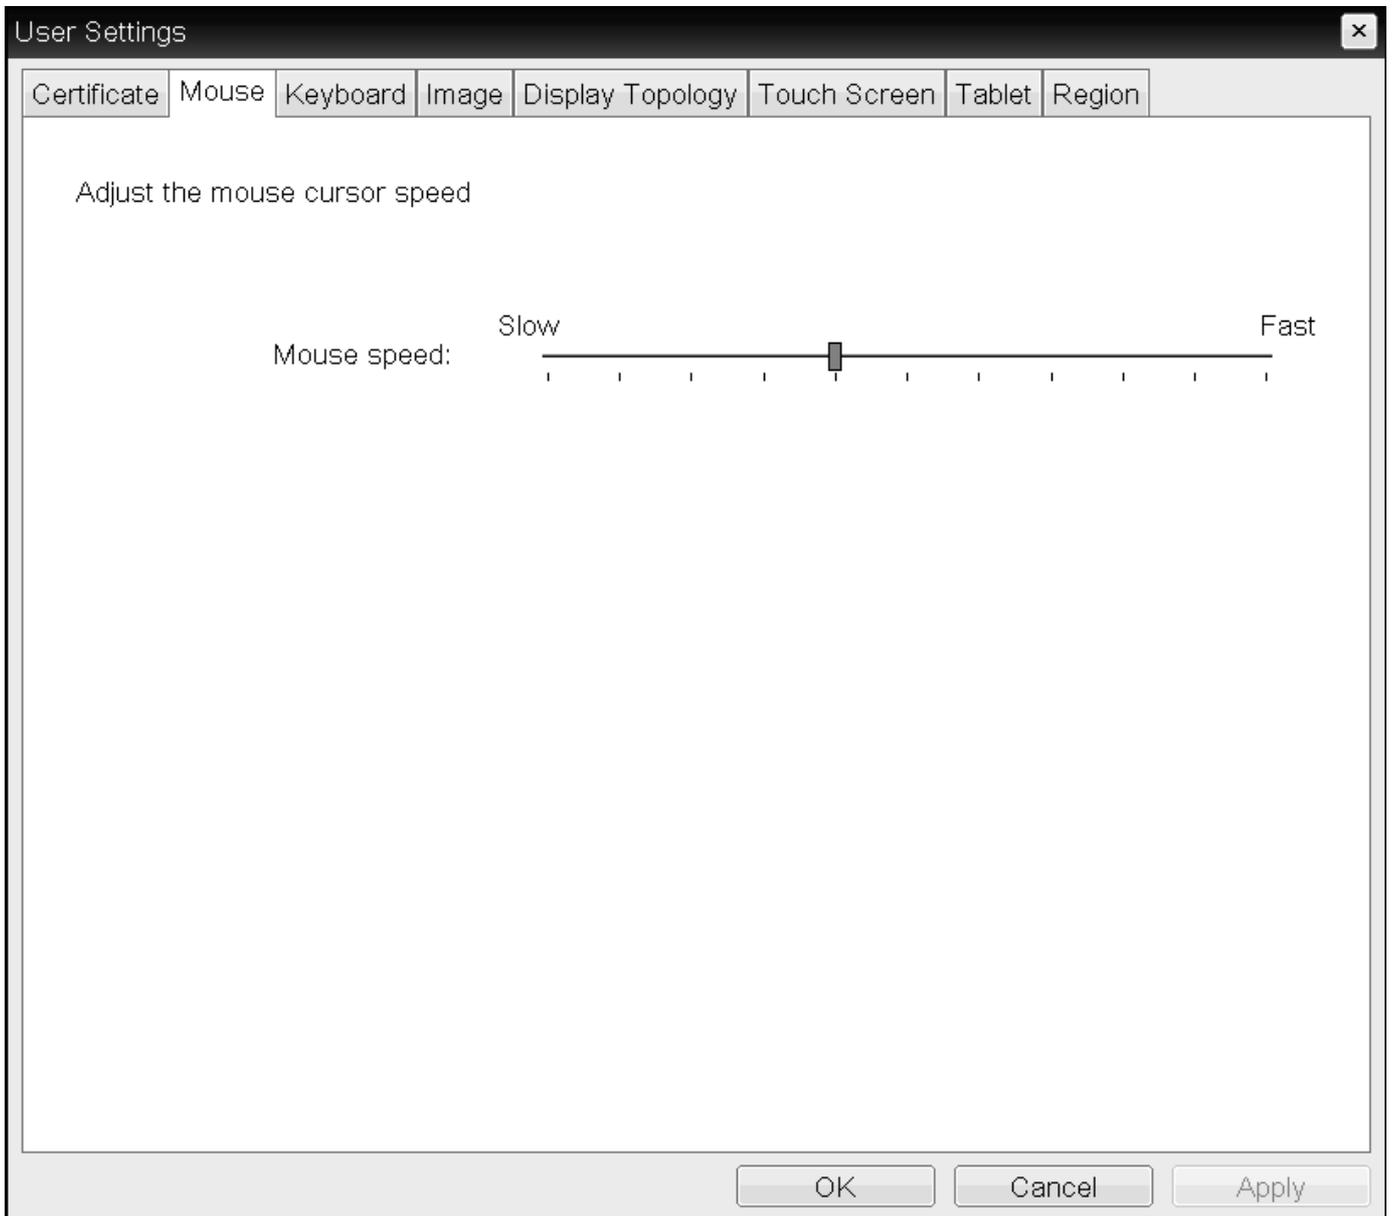 User Settings
Certificate Mouse Keyboard Image Display Topology Touch Screen Tablet Region
Adjust the mouse cursor speed
Slow Fast
Mouse speed:
OK Cancel Apply